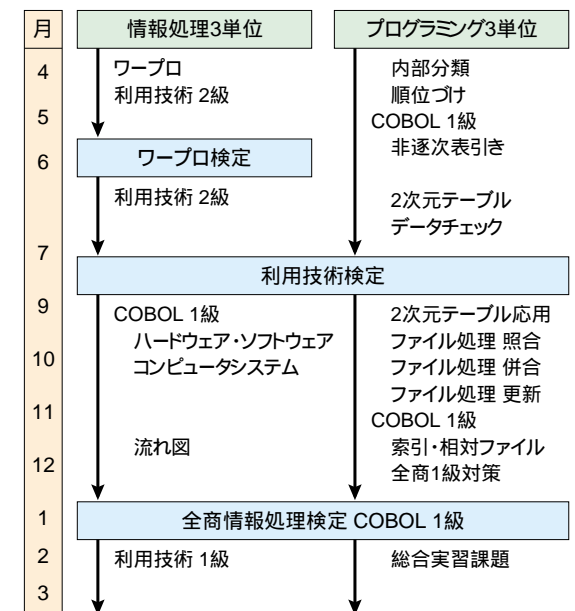 月
情報処理3単位
プログラミング3単位
4
ワープロ
利用技術 2級
内部分類
順位づけ
5
COBOL 1級
非逐次表引き
6
ワープロ検定
利用技術 2級
2次元テーブル
データチェック
7
利用技術検定
9
COBOL 1級
ハードウェア・ソフトウェア
コンピュータシステム
2次元テーブル応用
ファイル処理 照合
10
ファイル処理 併合
ファイル処理 更新
11
COBOL 1級
流れ図
索引・相対ファイル
12
全商1級対策
1
全商情報処理検定 COBOL 1級
2
利用技術 1級
総合実習課題
3